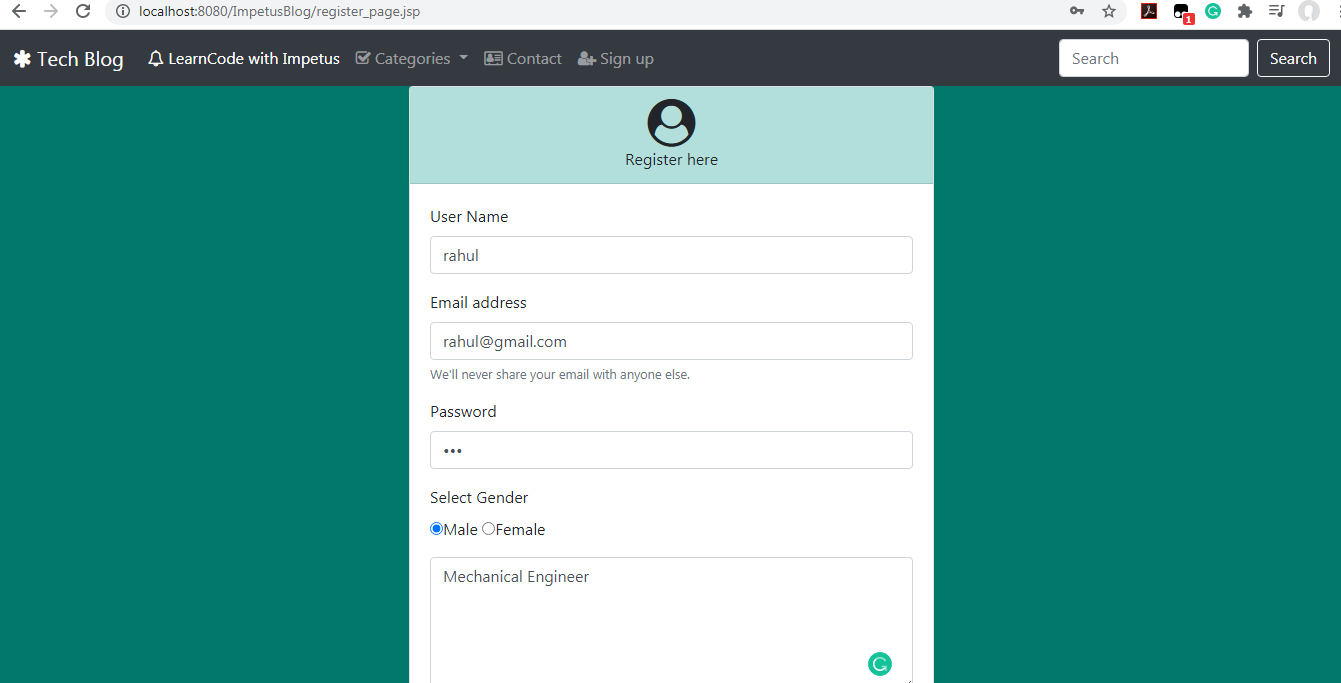 localhost:8080/ImpetusBlog/register_page.jsp
1
Tech Blog LearnCode with Impetus Categories Contact Sign up Search Search
Register here
User Name
rahul
Email address
rahul@gmail.com
We'll never share your email with anyone else.
Password
•••
Select Gender
Male Female
Mechanical Engineer